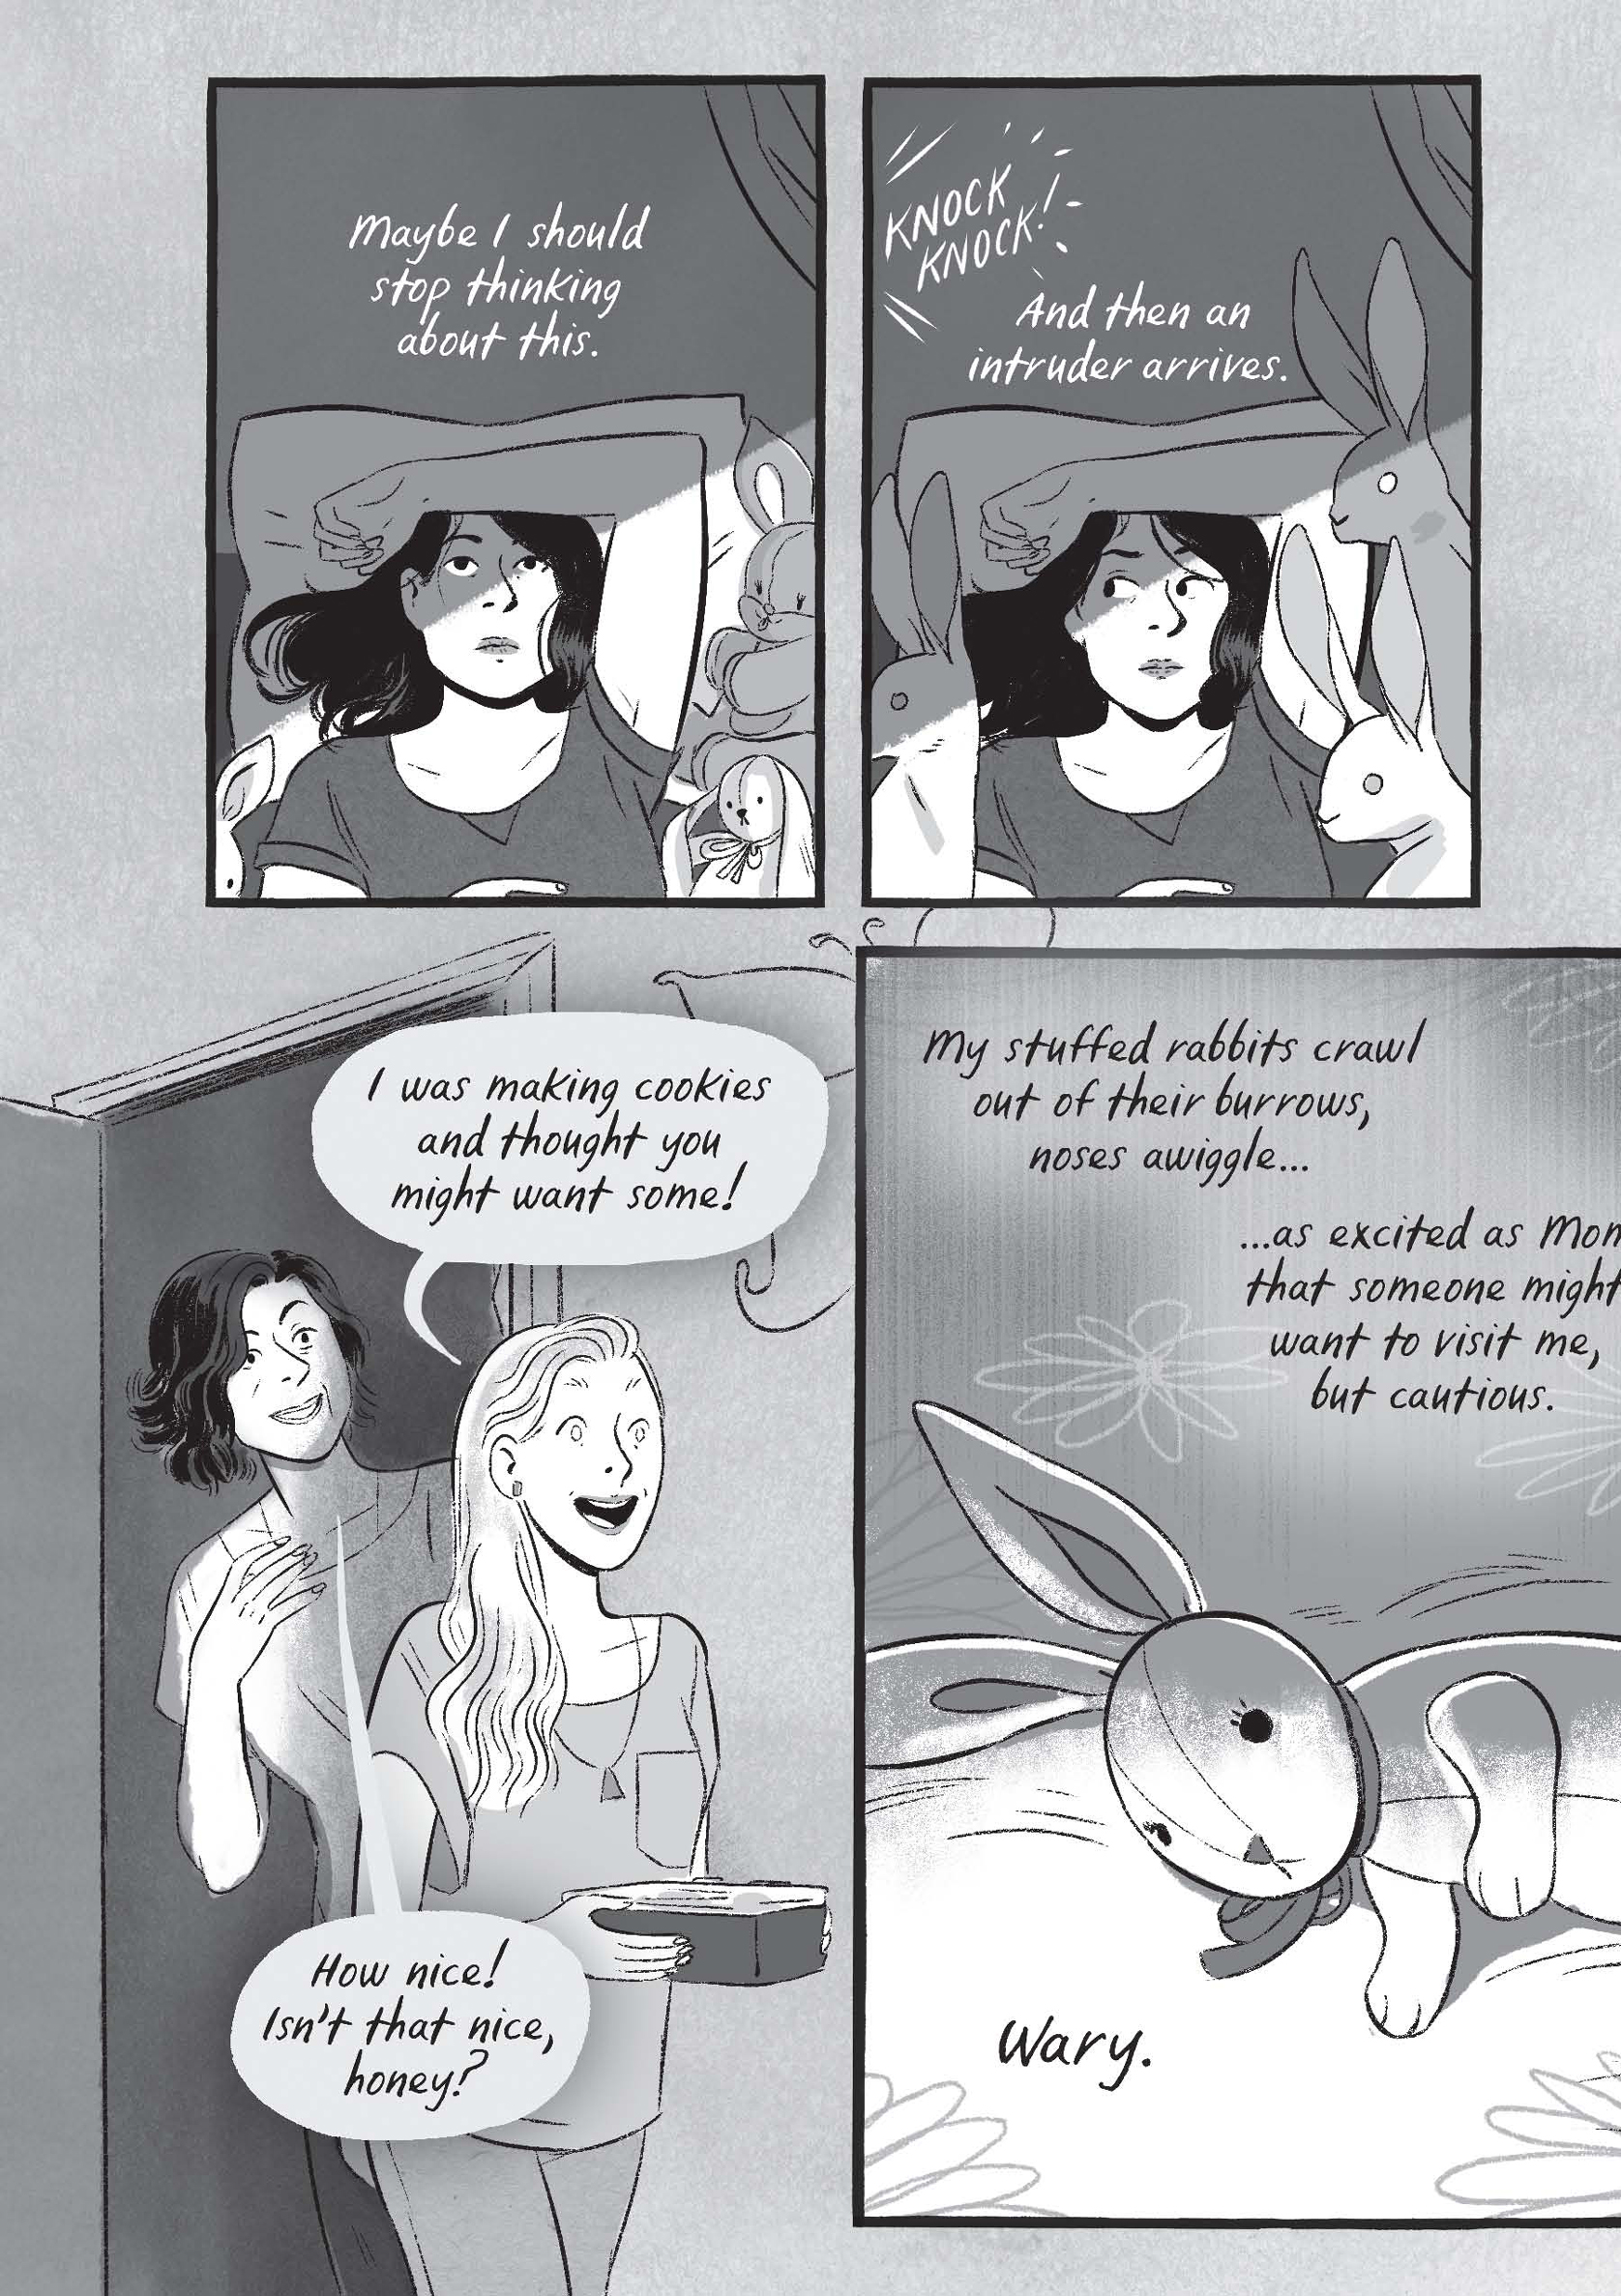 Maybe I should
stop thinking
about this.
KNOCK
KNOCK!
And then an
intruder arrives.
I was making cookies
and thought you
might want some!
How nice!
Isn't that nice,
honey?
My stuffed rabbits crawl
out of their burrows,
noses awiggle...
...as excited as Mom
that someone might
want to visit me,
but cautious.
Wary.